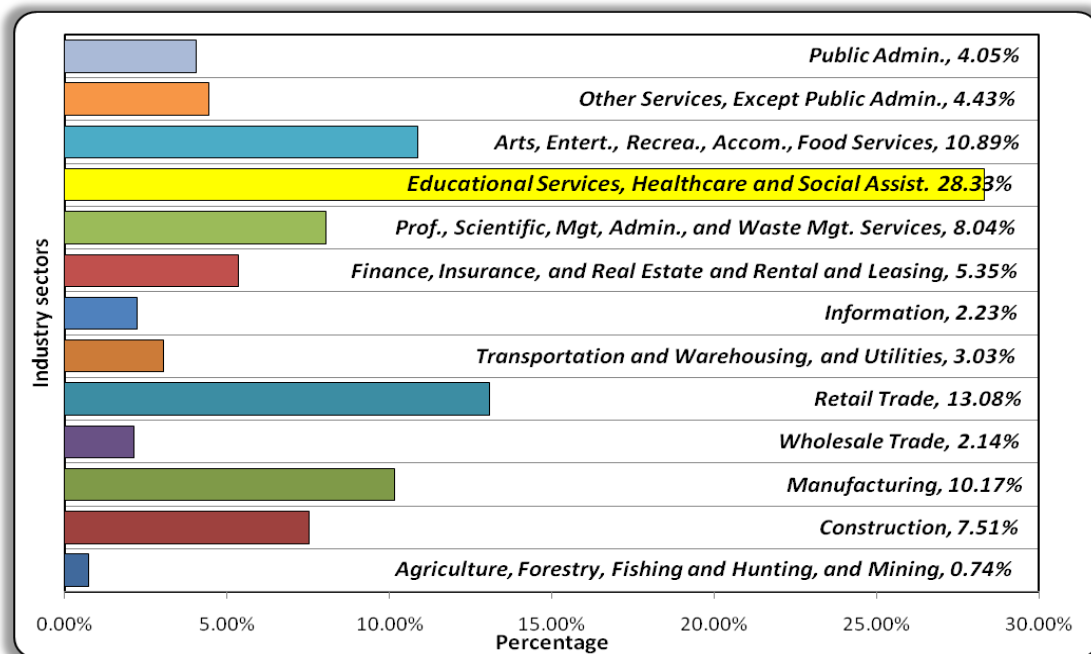 Public Admin., 4.05%
Other Services, Except Public Admin., 4.43%
Arts, Entert., Recrea., Accom., Food Services, 10.89%
Educational Services, Healthcare and Social Assist. 28.33%
Prof., Scientific, Mgt, Admin., and Waste Mgt. Services, 8.04%
Finance, Insurance, and Real Estate and Rental and Leasing, 5.35%
Information, 2.23%
Transportation and Warehousing, and Utilities, 3.03%
Retail Trade, 13.08%
Wholesale Trade, 2.14%
Manufacturing, 10.17%
Construction, 7.51%
Agriculture, Forestry, Fishing and Hunting, and Mining, 0.74%
Industry sectors
0.00% 5.00% 10.00% 15.00% 20.00% 25.00% 30.00%
Percentage